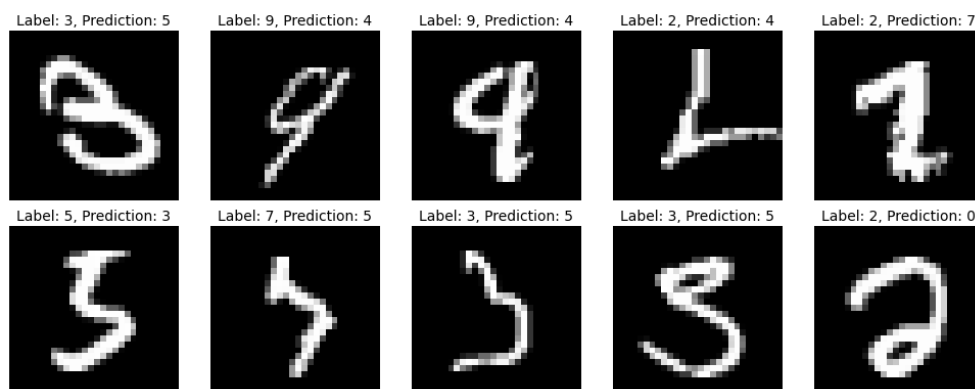 Label: 3, Prediction: 5
Label: 9, Prediction: 4
Label: 9, Prediction: 4
Label: 2, Prediction: 4
Label: 2, Prediction: 7
Label: 5, Prediction: 3
Label: 7, Prediction: 5
Label: 3, Prediction: 5
Label: 3, Prediction: 5
Label: 2, Prediction: 0